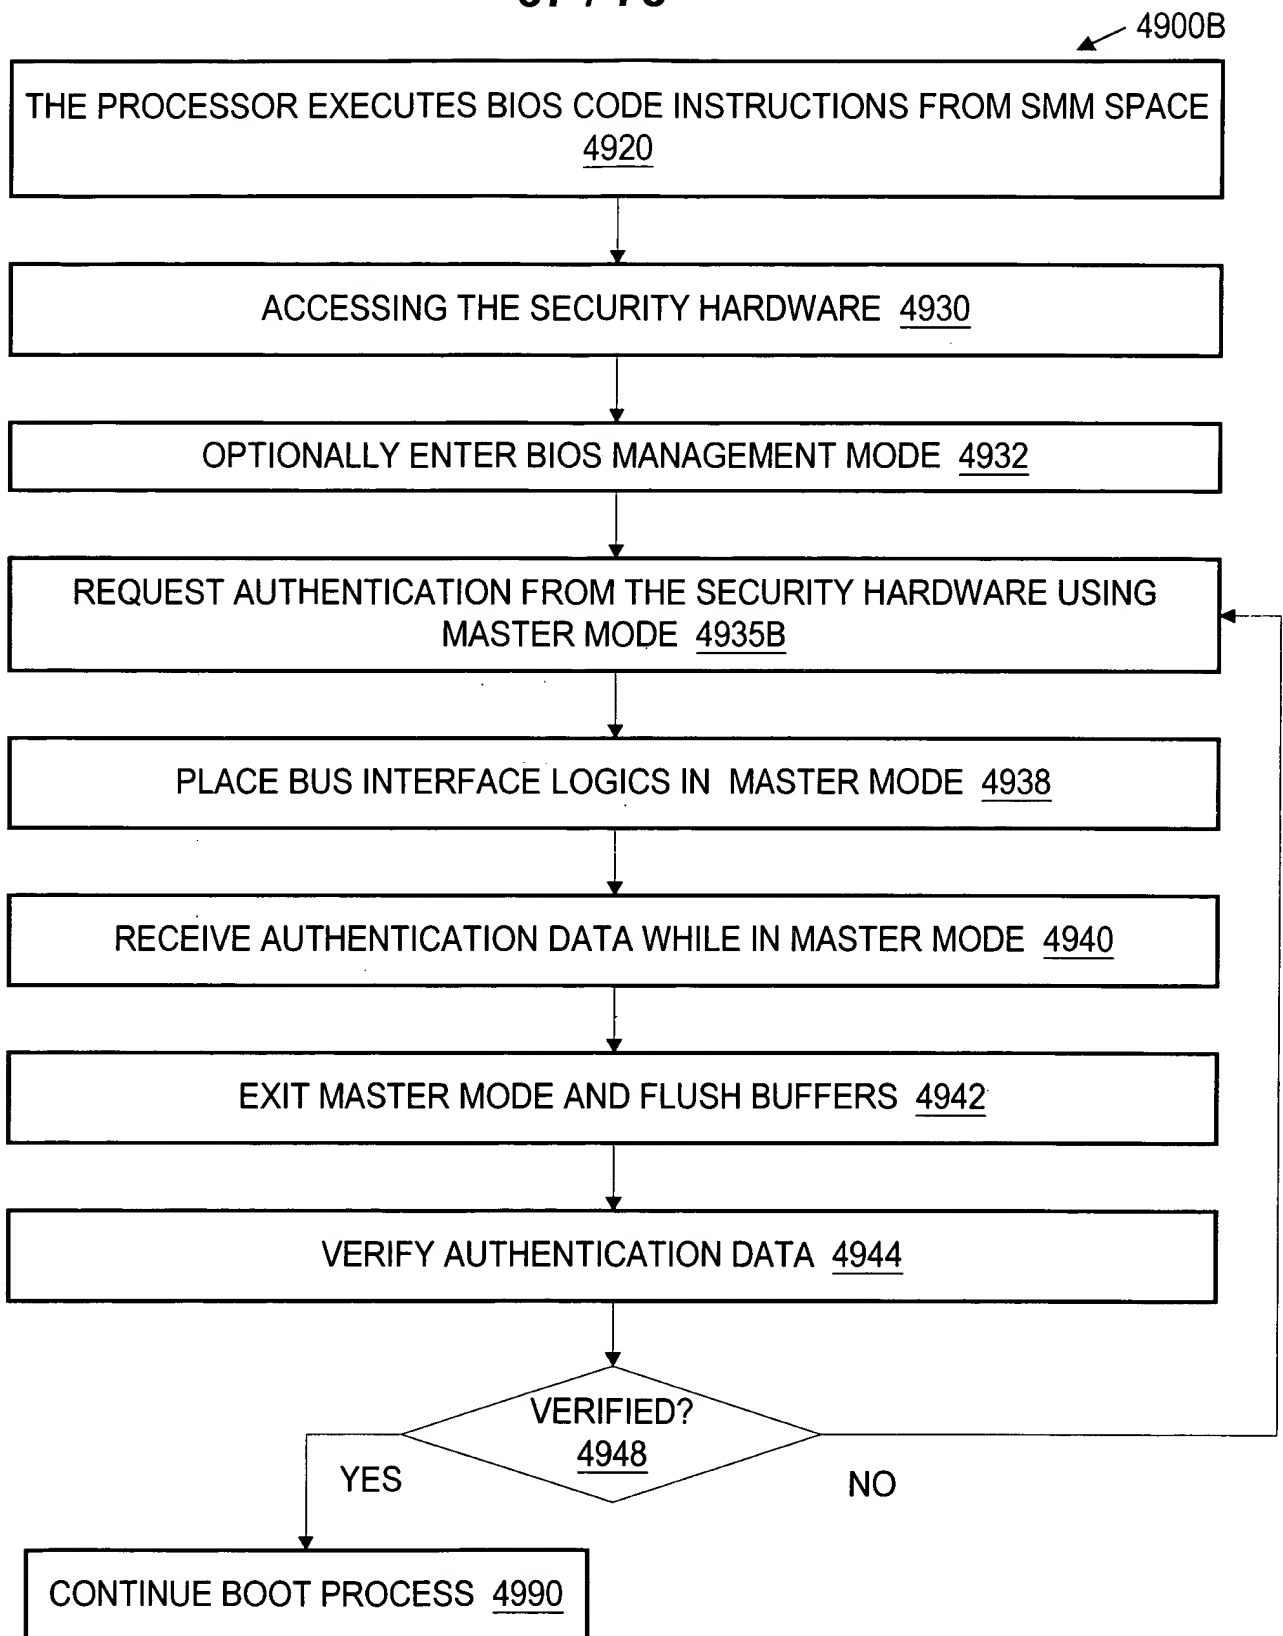 4900B
THE PROCESSOR EXECUTES BIOS CODE INSTRUCTIONS FROM SMM SPACE
4920
ACCESSING THE SECURITY HARDWARE 4930
OPTIONALLY ENTER BIOS MANAGEMENT MODE 4932
REQUEST AUTHENTICATION FROM THE SECURITY HARDWARE USING
MASTER MODE 4935B
PLACE BUS INTERFACE LOGICS IN MASTER MODE 4938
RECEIVE AUTHENTICATION DATA WHILE IN MASTER MODE 4940
EXIT MASTER MODE AND FLUSH BUFFERS 4942
VERIFY AUTHENTICATION DATA 4944
VERIFIED?
4948
YES
NO
CONTINUE BOOT PROCESS 4990